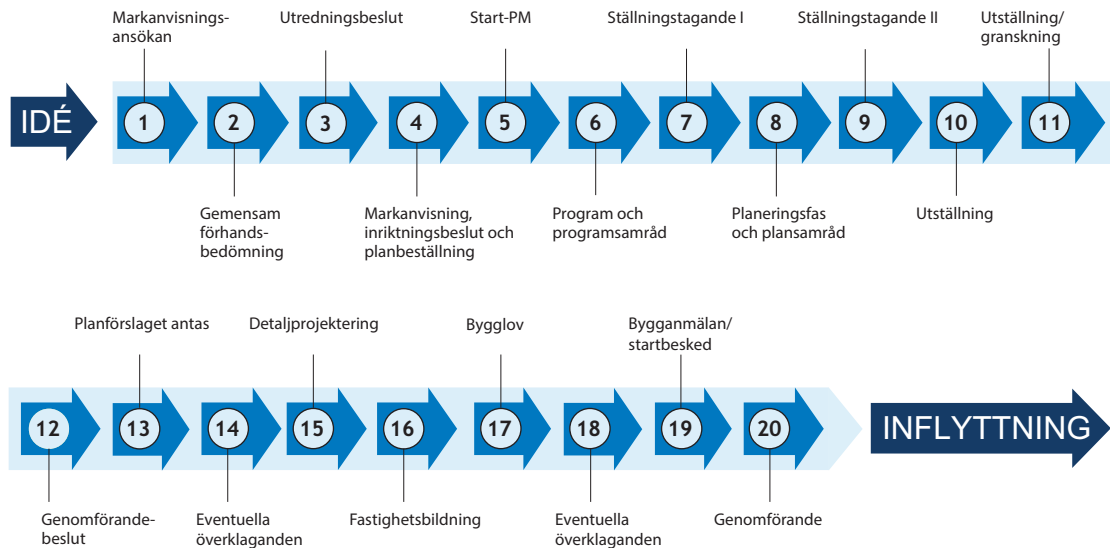 Markanvisnings-
ansökan
Utredningsbeslut
Start-PM
Ställningstagande I
Ställningstagande II
Utställning/
granskning
IDÉ
1
2
3
4
5
6
7
8
9
10
11
Gemensam
förhands-
bedömning
Markanvisning,
inriktningsbeslut och
planbeställning
Program och
programsamråd
Planeringsfas
och plansamråd
Utställning
Planförslaget antas
Detaljprojektering
Bygglov
Bygganmälan/
startbesked
12
13
14
15
16
17
18
19
20
INFLYTTNING
Genomförande-
beslut
Eventuella
överklaganden
Fastighetsbildning
Eventuella
överklaganden
Genomförande